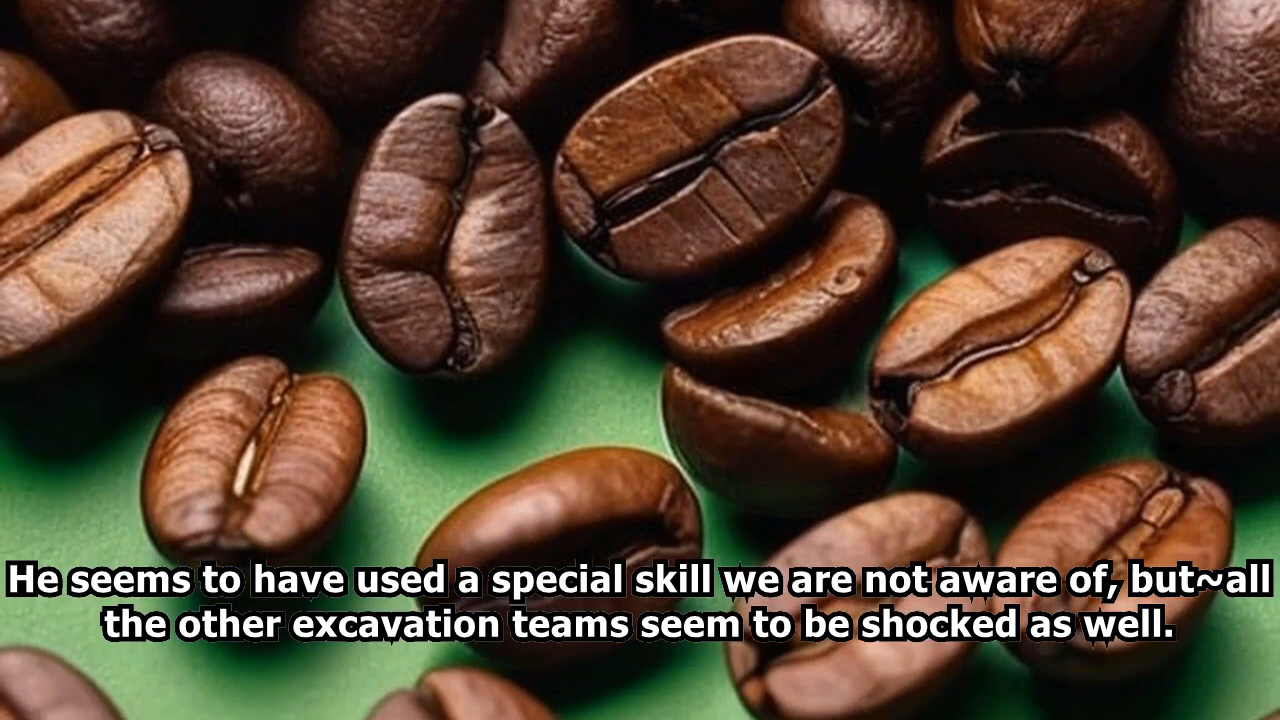 He seems to have used a special skill we are not aware of, but~all
the other excavation teams seem to be shocked as well.